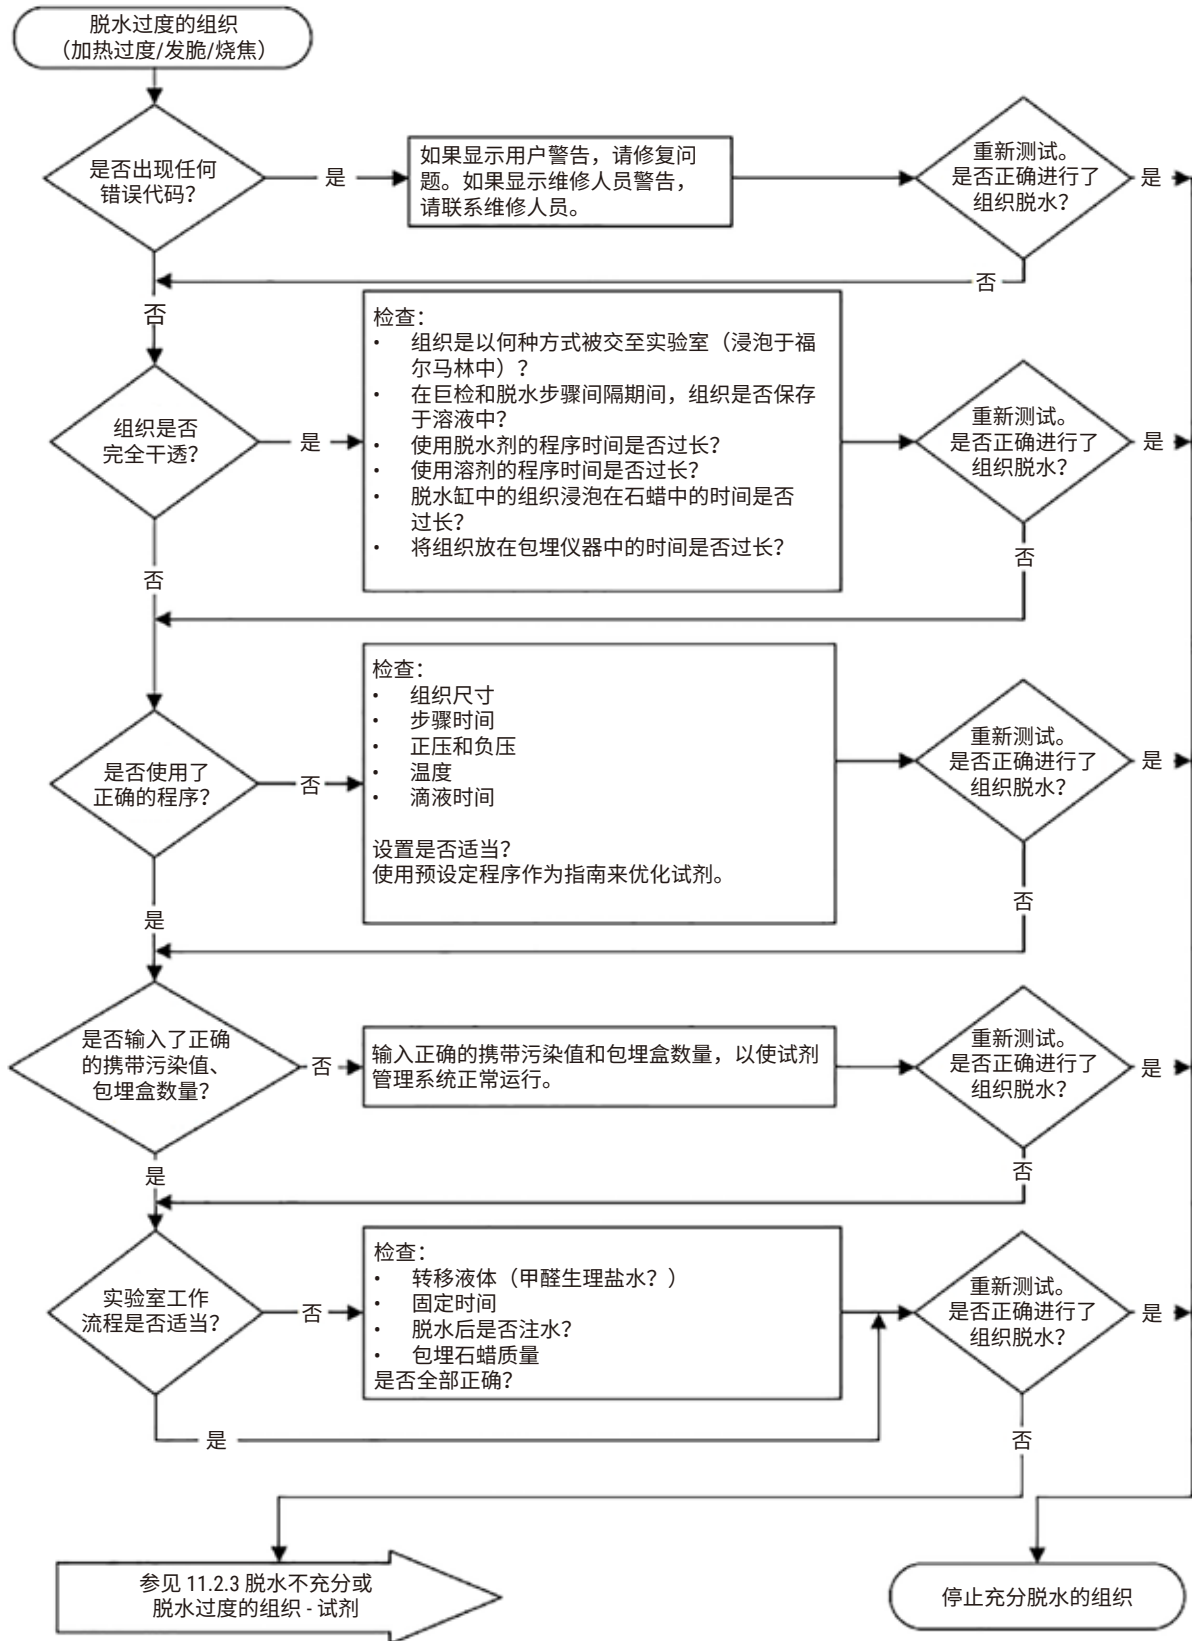 脱水过度的组织
（加热过度/发脆/烧焦）
是否出现任何
错误代码？
是
如果显示用户警告，请修复问
题。如果显示维修人员警告，
请联系维修人员。
重新测试。
是否正确进行了
组织脱水？
是
否
否
组织是否
完全干透？
是
检查：
• 组织是以何种方式被交至实验室（浸泡于福
尔马林中）？
• 在巨检和脱水步骤间隔期间，组织是否保存
于溶液中？
• 使用脱水剂的程序时间是否过长？
• 使用溶剂的程序时间是否过长？
• 脱水缸中的组织浸泡在石蜡中的时间是否
过长？
• 将组织放在包埋仪器中的时间是否过长？
重新测试。
是否正确进行了
组织脱水？
是
否
否
是否使用了
正确的程序？
否
检查：
• 组织尺寸
• 步骤时间
• 正压和负压
• 温度
• 滴液时间
设置是否适当？
使用预设定程序作为指南来优化试剂。
重新测试。
是否正确进行了
组织脱水？
是
否
是
是否输入了正确
的携带污染值、
包埋盒数量？
否
输入正确的携带污染值和包埋盒数量，以使试剂
管理系统正常运行。
重新测试。
是否正确进行了
组织脱水？
是
否
是
实验室工作
流程是否适当？
否
检查：
• 转移液体（甲醛生理盐水？）
• 固定时间
• 脱水后是否注水？
• 包埋石蜡质量
是否全部正确？
重新测试。
是否正确进行了
组织脱水？
是
是
否
参见 11.2.3 脱水不充分或
脱水过度的组织 - 试剂
停止充分脱水的组织